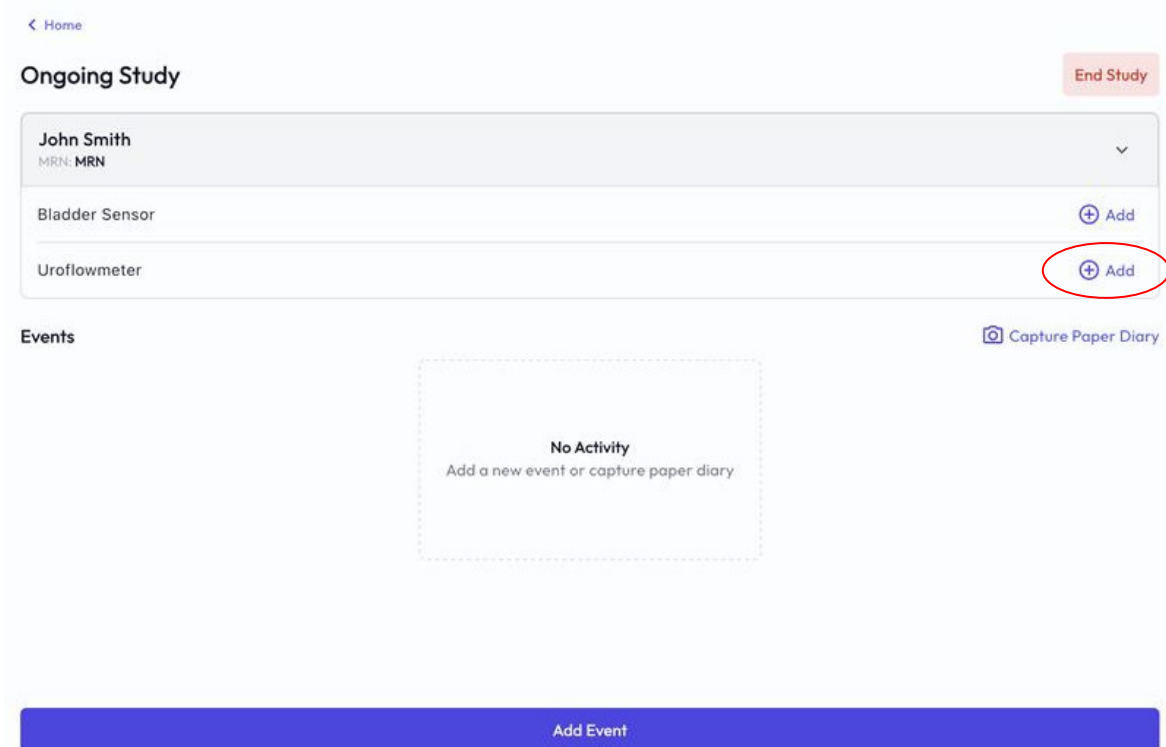 Home
Ongoing Study
End Study
John Smith
MRN: MRN
Bladder Sensor
Add
Uroflowmeter
Add
Events
Capture Paper Diary
No Activity
Add a new event or capture paper diary
Add Event